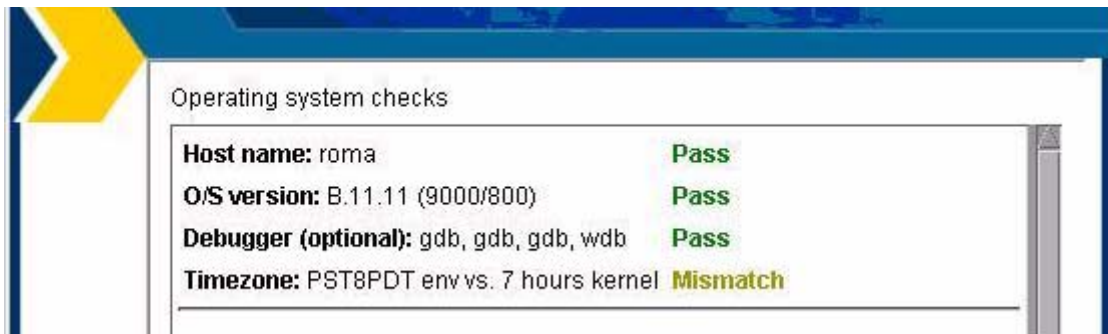 Operating system checks
Host name: roma Pass
O/S version: B.11.11 (9000/800) Pass
Debugger (optional): gdb, gdb, gdb, wdb Pass
Timezone: PST8PDT env vs. 7 hours kernel Mismatch